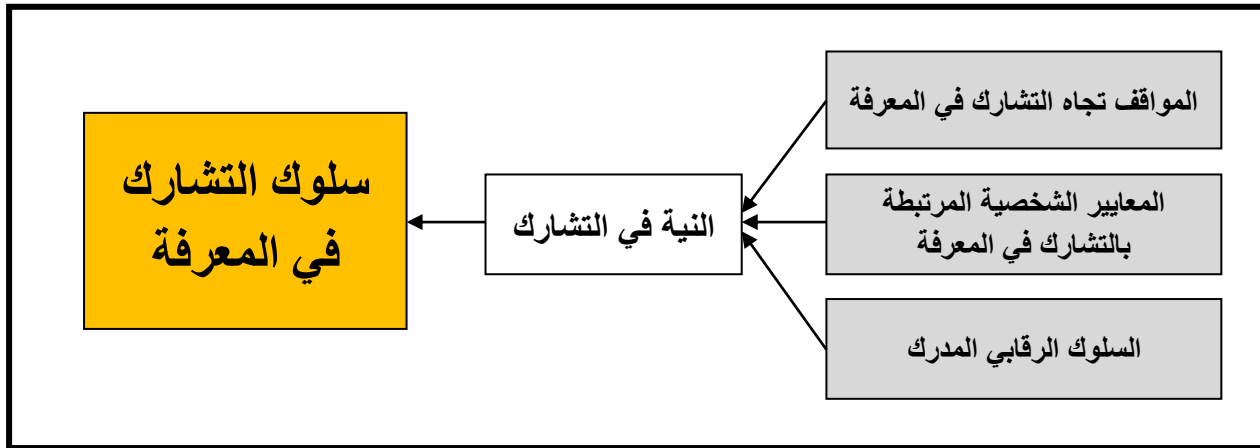 المواقف تجاه التشارك في المعرفة
المعايير الشخصية المرتبطة
بالتشارك في المعرفة
السلوك الرقابي المدرك
النية في التشارك
سلوك التشارك
في المعرفة